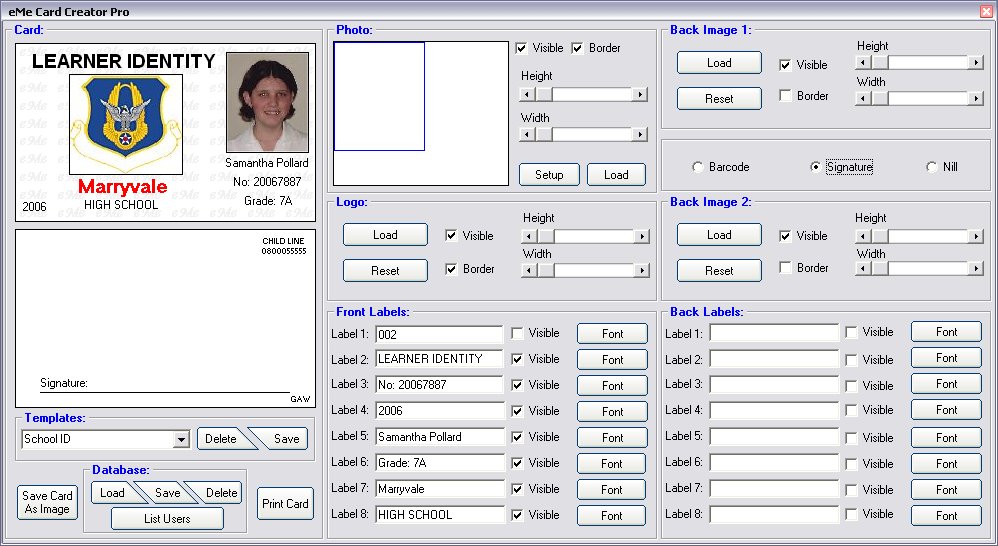 eMe Card Creator Pro
Card:
LEARNER IDENTITY
Samantha Pollard
No: 20067887
Grade: 7A
Marryvale
HIGH SCHOOL
2006
CHILD LINE
0800055555
Signature:
GAW
Templates:
School ID
Delete
Save
Database:
Load
Save
Delete
List Users
Save Card
As Image
Print Card
Photo:
Visible
Border
Height
Width
Setup
Load
Logo:
Load
Visible
Reset
Border
Height
Width
Front Labels:
Label 1: 002 Visible Font
Label 2: LEARNER IDENTITY Visible Font
Label 3: No: 20067887 Visible Font
Label 4: 2006 Visible Font
Label 5: Samantha Pollard Visible Font
Label 6: Grade: 7A Visible Font
Label 7: Marryvale Visible Font
Label 8: HIGH SCHOOL Visible Font
Back Image 1:
Load
Visible
Reset
Border
Height
Width
Barcode
Signature
Nill
Back Image 2:
Load
Visible
Reset
Border
Height
Width
Back Labels:
Label 1: Visible Font
Label 2: Visible Font
Label 3: Visible Font
Label 4: Visible Font
Label 5: Visible Font
Label 6: Visible Font
Label 7: Visible Font
Label 8: Visible Font